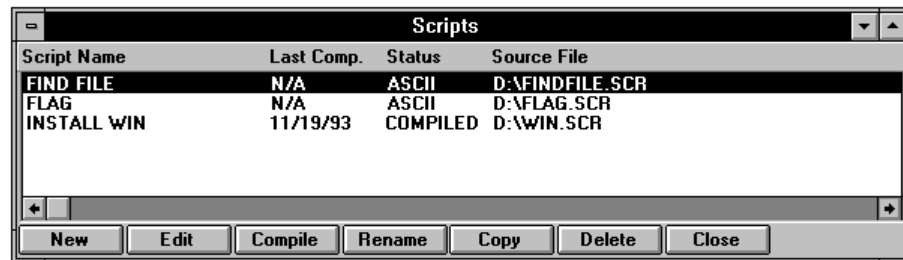 Scripts
Script Name Last Comp. Status Source File
FIND FILE N/A ASCII D:\FINDFILE.SCR
FLAG N/A ASCII D:\FLAG.SCR
INSTALL WIN 11/19/93 COMPILED D:\WIN.SCR
New Edit Compile Rename Copy Delete Close